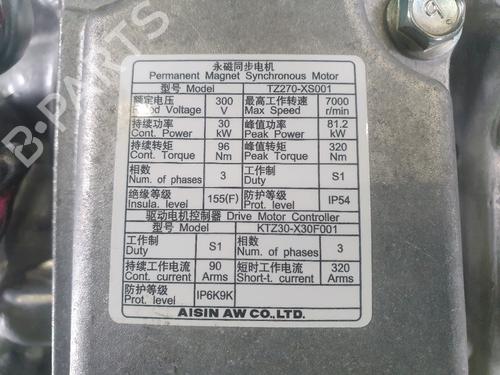 永磁同步电机
Permanent Magnet Synchronous Motor
型号 Model TZ270-XS001
额定电压 300 最高工作转速 7000
Voltage V Max Speed r/min
持续功率 30 峰值功率 81.2
Cont. Power kW Peak Power kW
持续转矩 96 峰值转矩 320
Cont. Torque Nm Peak Torque Nm
相数 3 工作制 S1
Num. of phases Duty
绝缘等级 155(F) 防护等级 IP54
Insula. level Prot. level
驱动电机控制器 Drive Motor Controller
型号 Model KTZ30-X30F001
工作制 S1 相数 3
Duty Num. of phases
持续工作电流 90 短时工作电流 320
Cont. current Arms Short-t. current Arms
防护等级 IP6K9K
Prot. level
AISIN AW CO.,LTD.
B-PARTS